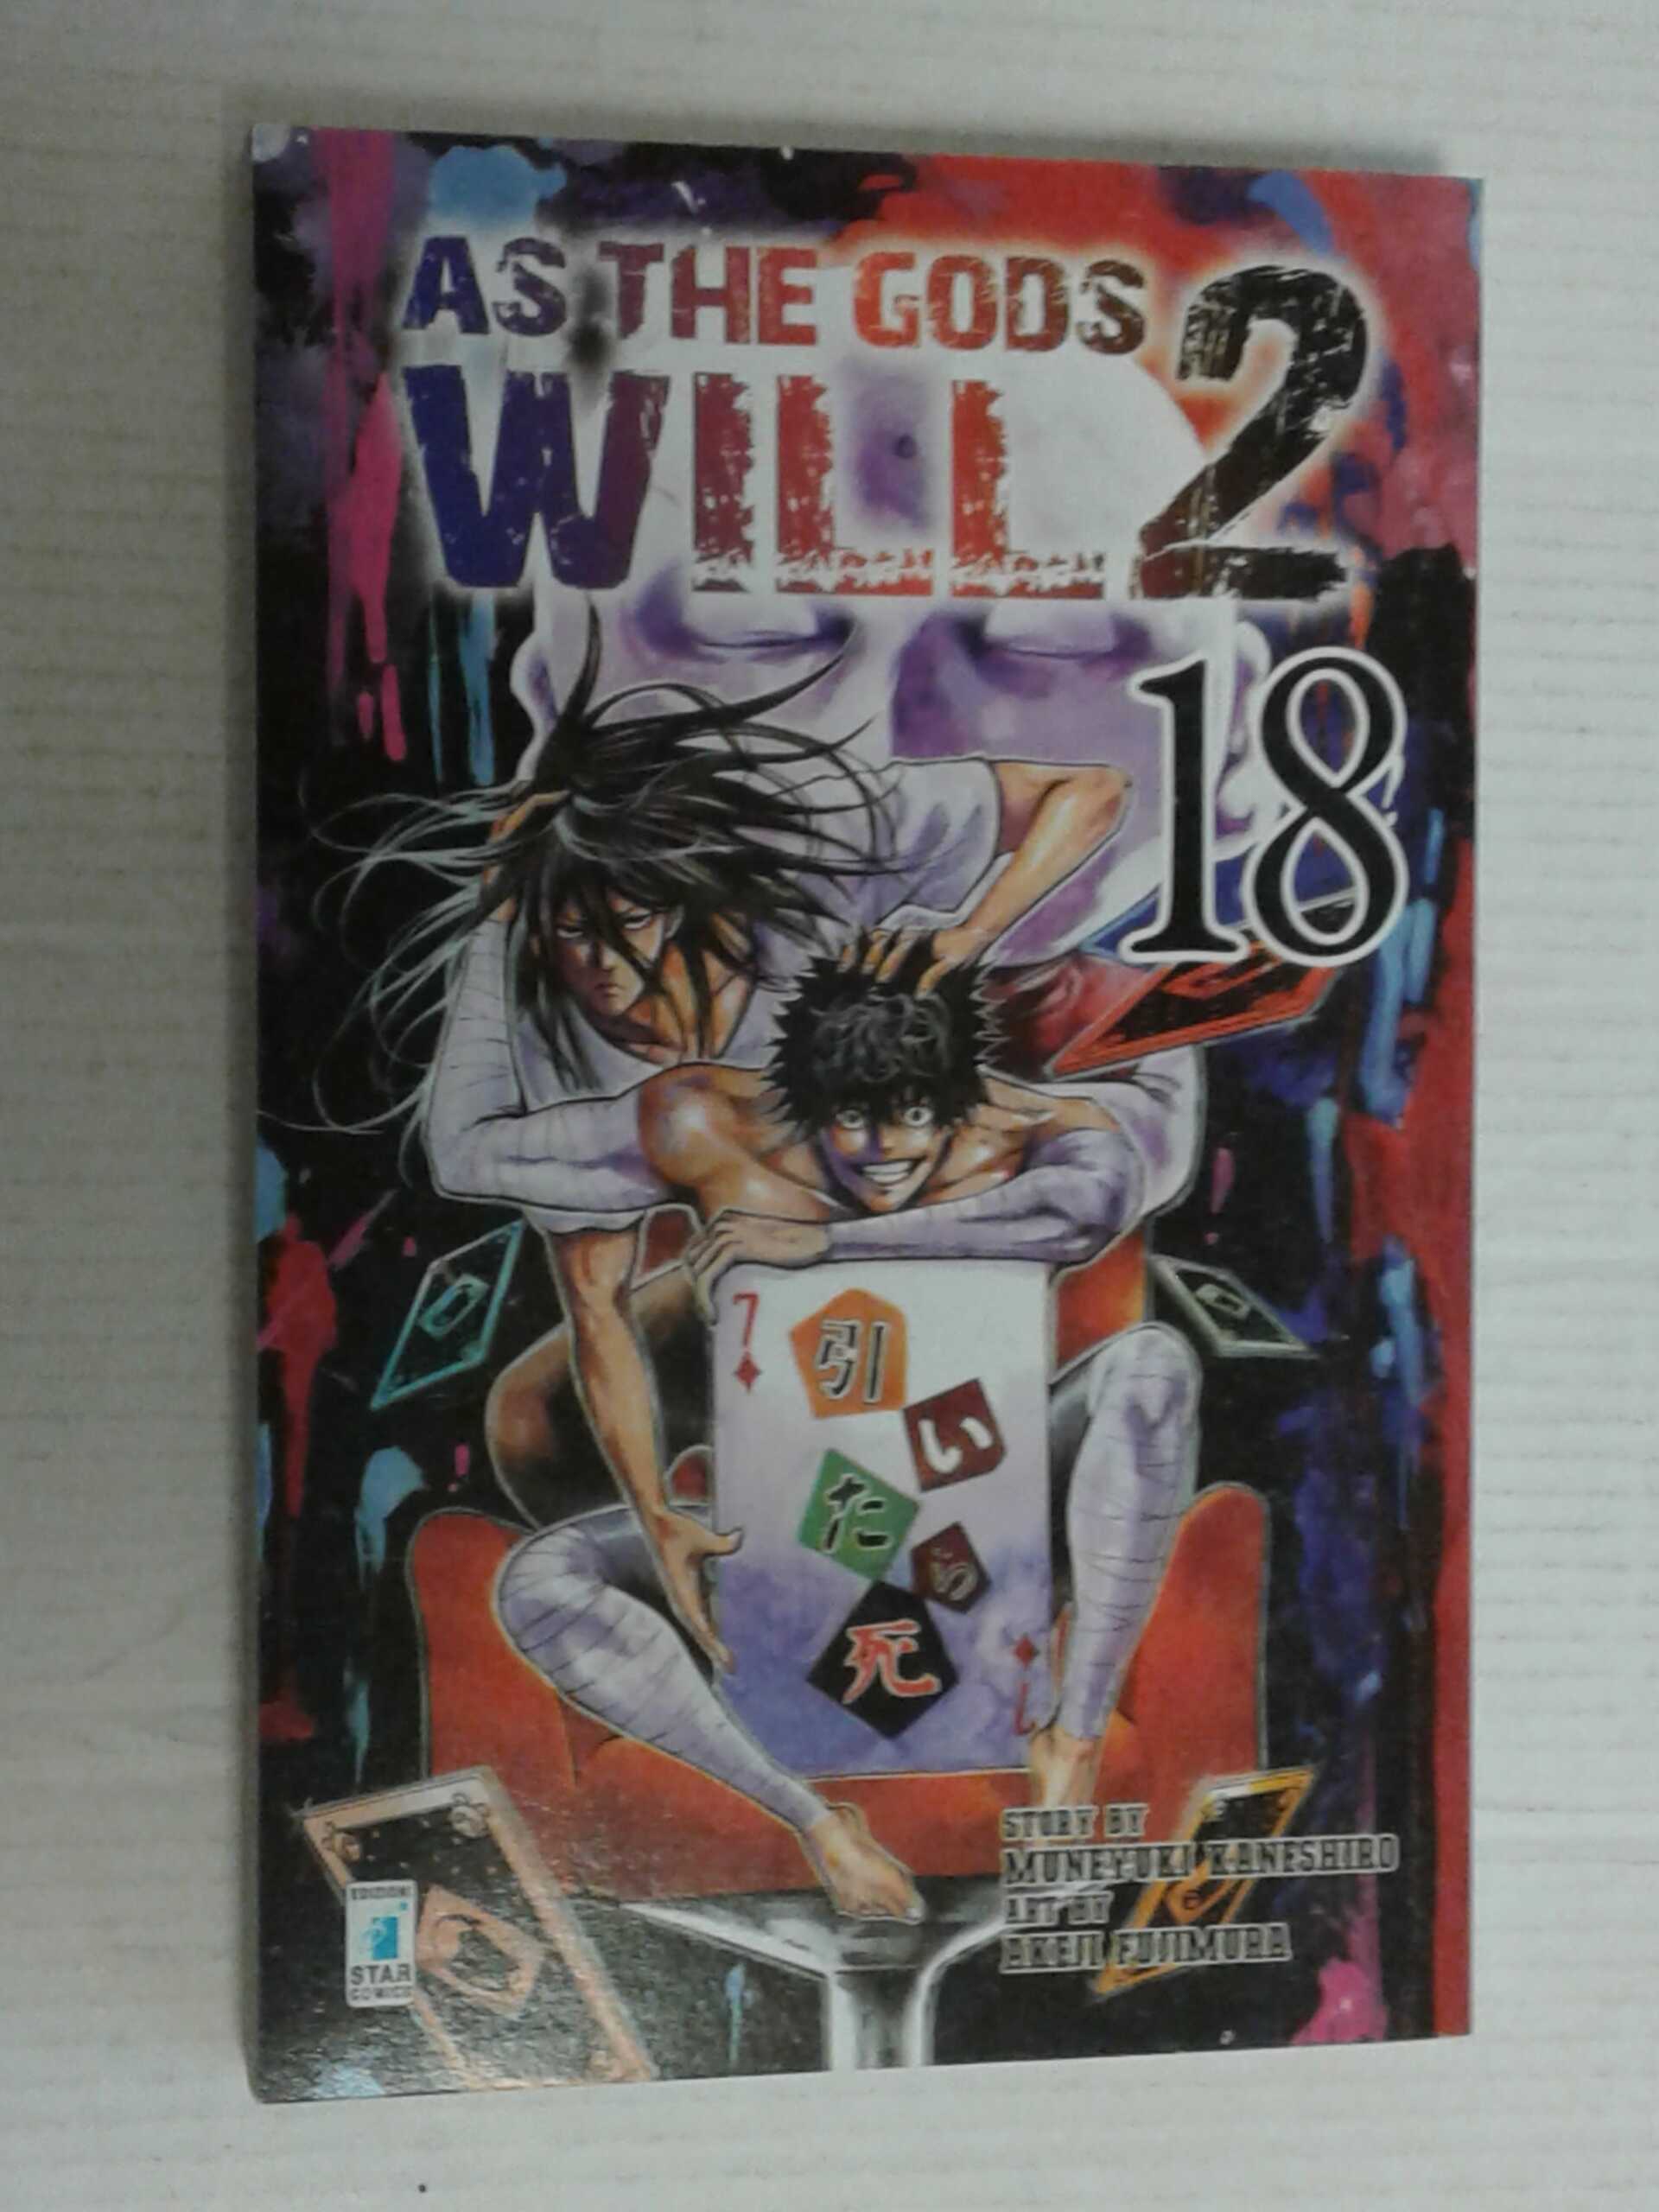 AS THE GODS
WILL 2
18
7
引
い
た
ら
死
7
STORY BY
MUNEYUKI KANESHIRO
ART BY
AKEJI FUJIMURA
EDIZIONI
STAR
COMICS